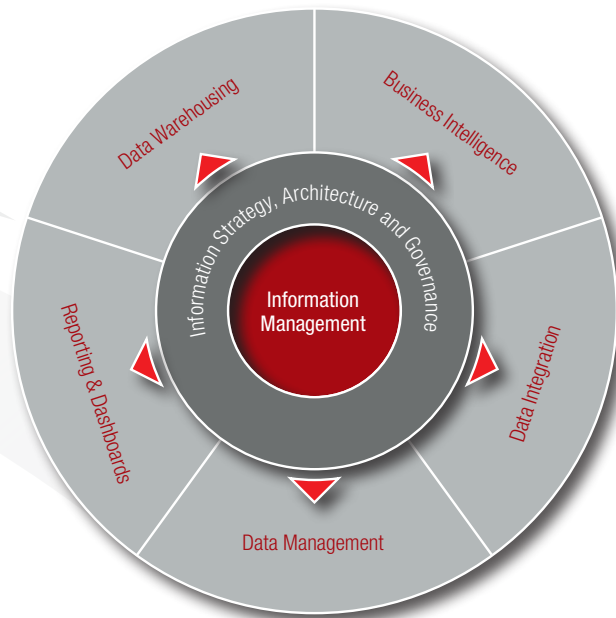 Data Warehousing
Business Intelligence
Information Strategy, Architecture and Governance
Information
Management
Reporting & Dashboards
Data Integration
Data Management